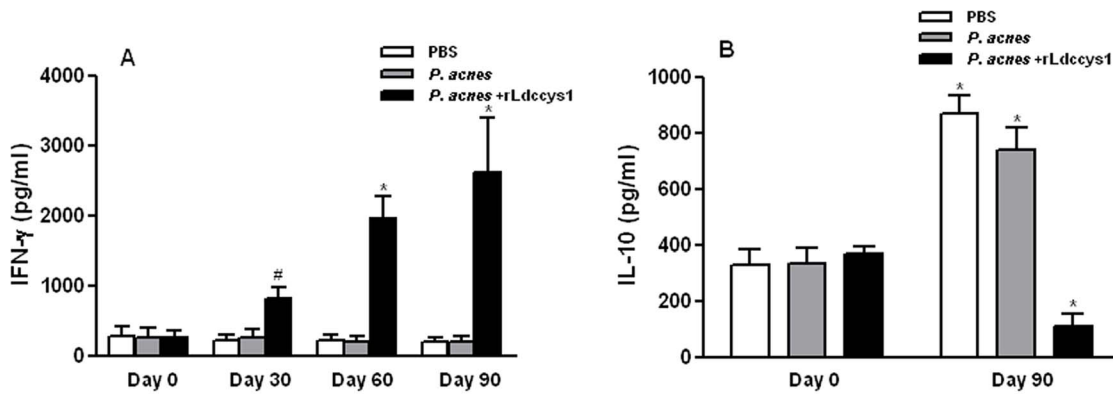 A
PBS
P. acnes
P. acnes +rLdccys1
IFN-γ (pg/ml)
4000
3000
2000
1000
0
#
*
*
Day 0 Day 30 Day 60 Day 90
B
PBS
P. acnes
P. acnes +rLdccys1
IL-10 (pg/ml)
1000
800
600
400
200
0
*
*
*
Day 0 Day 90